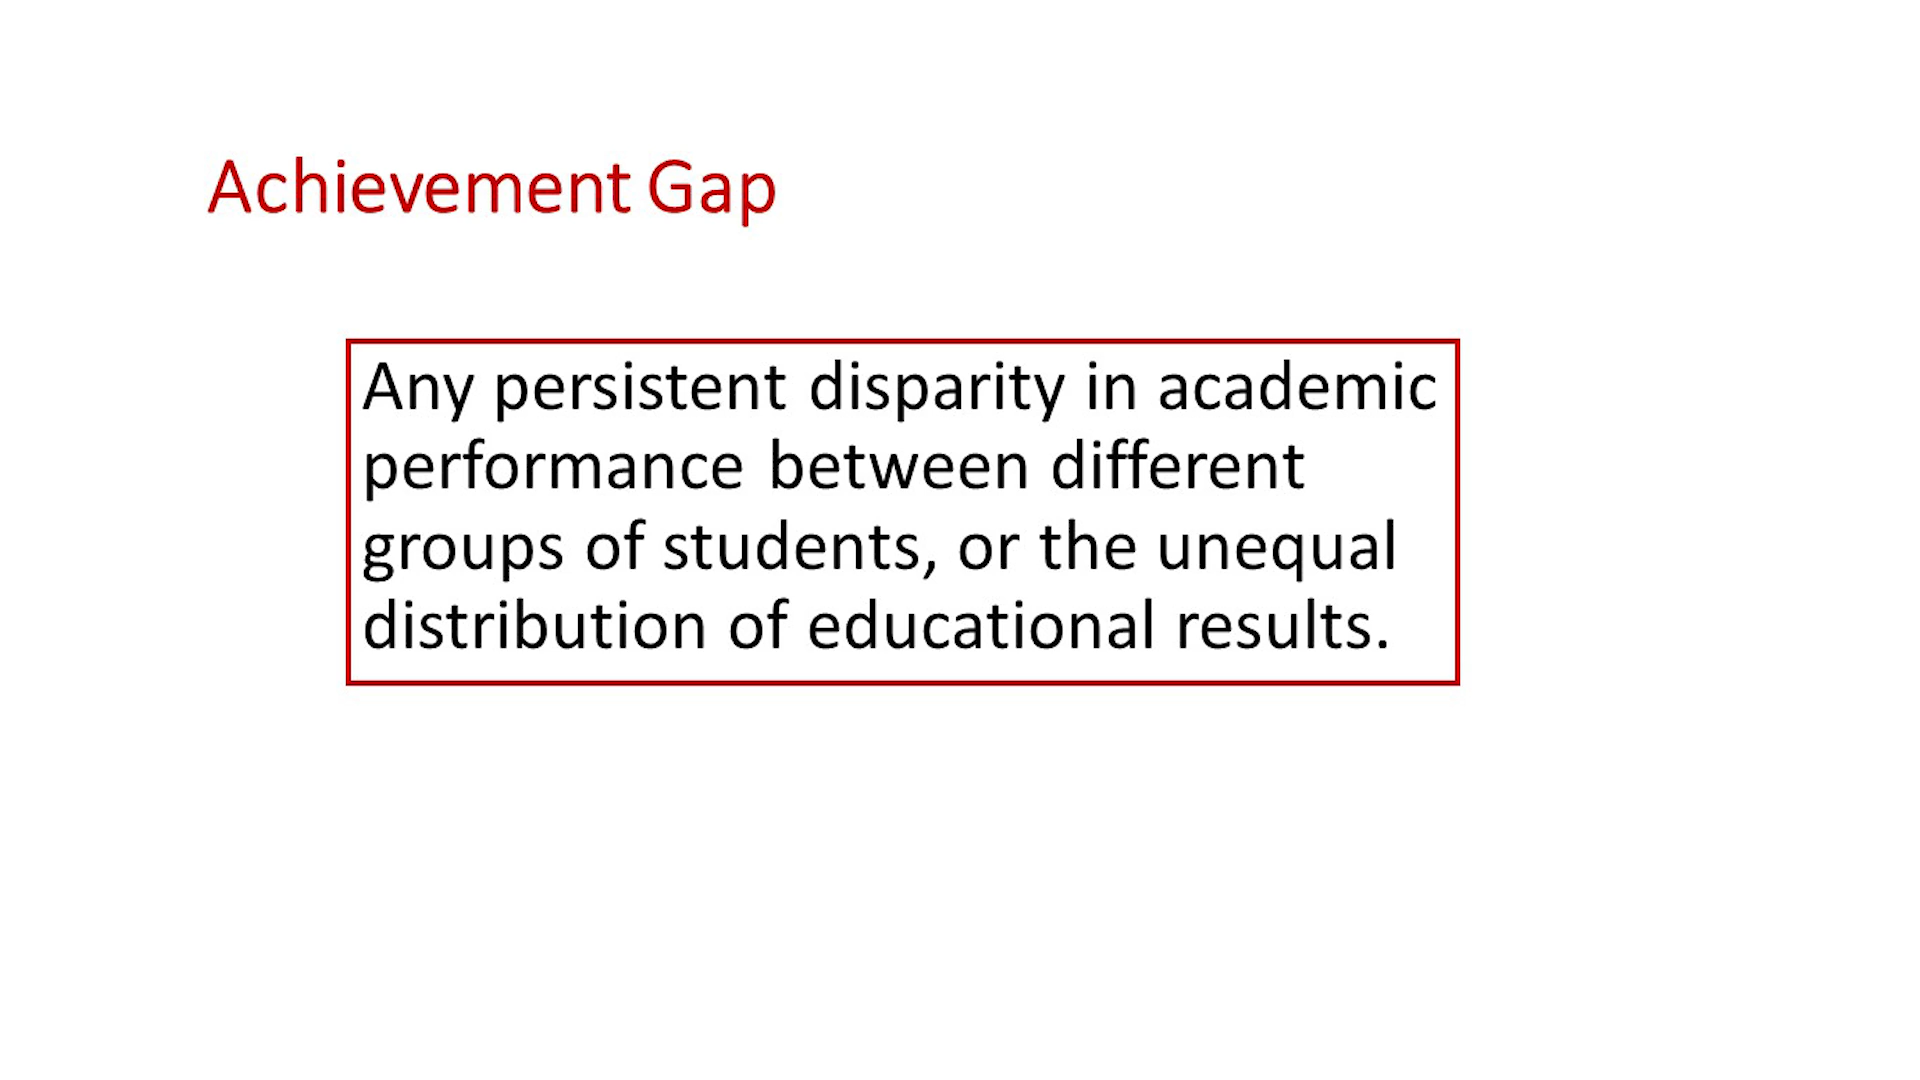 Achievement Gap
Any persistent disparity in academic
performance between different
groups of students, or the unequal
distribution of educational results.